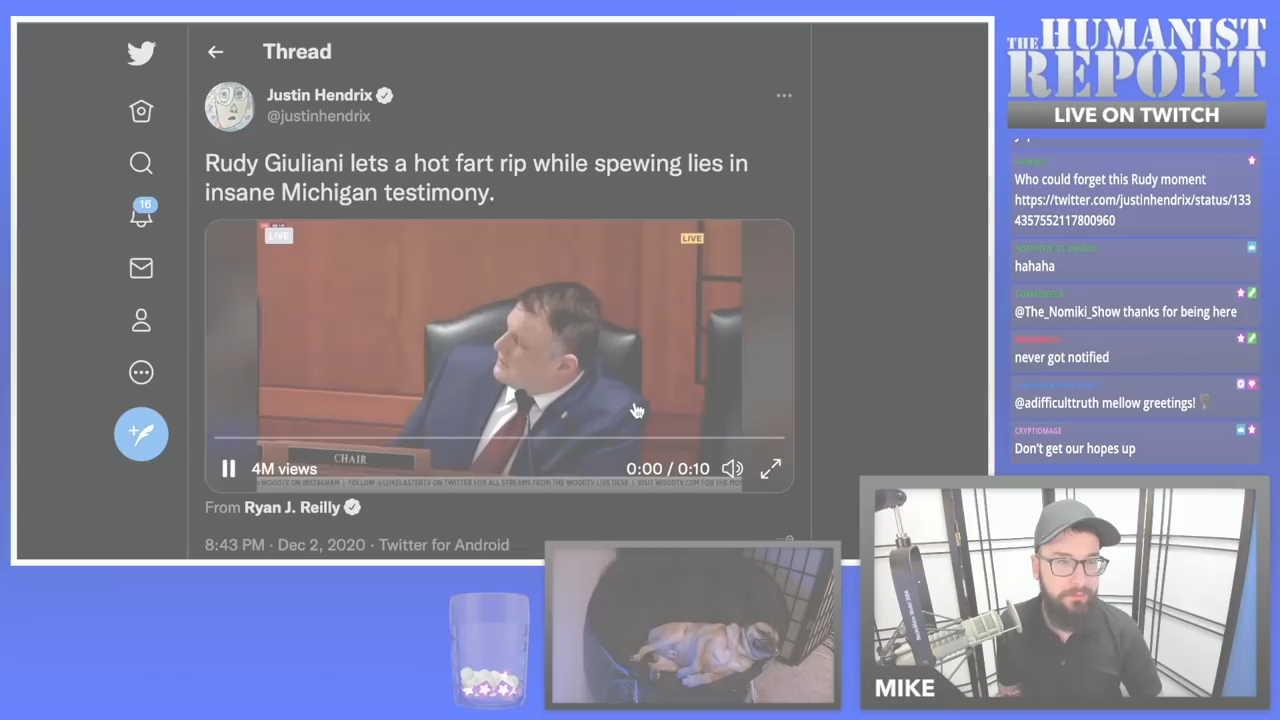 Thread
Justin Hendrix
@justinhendrix
Rudy Giuliani lets a hot fart rip while spewing lies in
insane Michigan testimony.
16
LIVE
LIVE
CHAIR
4M views
0:00 / 0:10
From Ryan J. Reilly
8:43 PM · Dec 2, 2020 · Twitter for Android
THE HUMANIST
REPORT
LIVE ON TWITCH
Who could forget this Rudy moment
https://twitter.com/justinhendrix/status/133
4357552117800960
hahaha
@The_Nomiki_Show thanks for being here
never got notified
@adifficulttruth mellow greetings!
CRYPTIDMAGE
Don't get our hopes up
MIKE